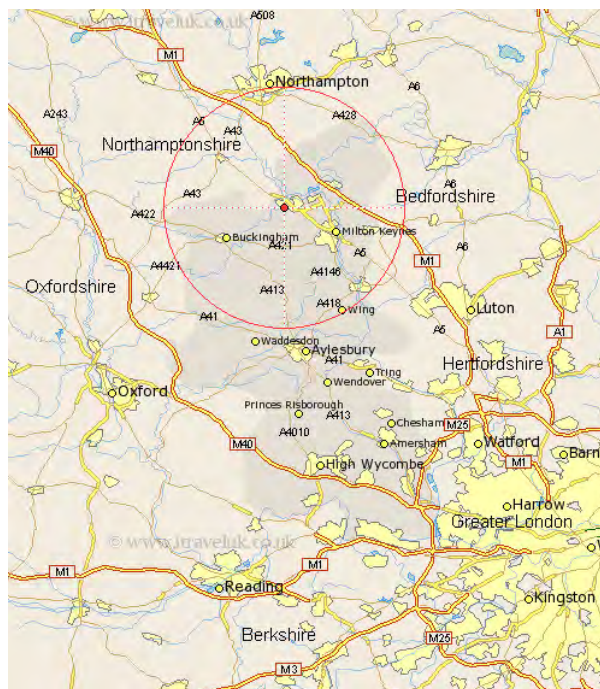 A508
© www.itraveluk.co.uk
M1
Northampton
A6
A243
A5
A43
A428
M40
Northamptonshire
A43
Bedfordshire
A6
A422
Buckingham
Milton Keynes
A421
A5
A6
A4421
A4146
M1
Oxfordshire
A413
A418
Wing
Luton
A41
A5
A1
Waddesdon
Aylesbury
A41
Hertfordshire
Tring
Wendover
Oxford
Princes Risborough
A413
Chesham
M25
A4010
M40
Amersham
Watford
High Wycombe
M1
Barn
Harrow
Greater London
© www.itraveluk.co.uk
M1
M1
Reading
Kingston
Berkshire
M25
M3